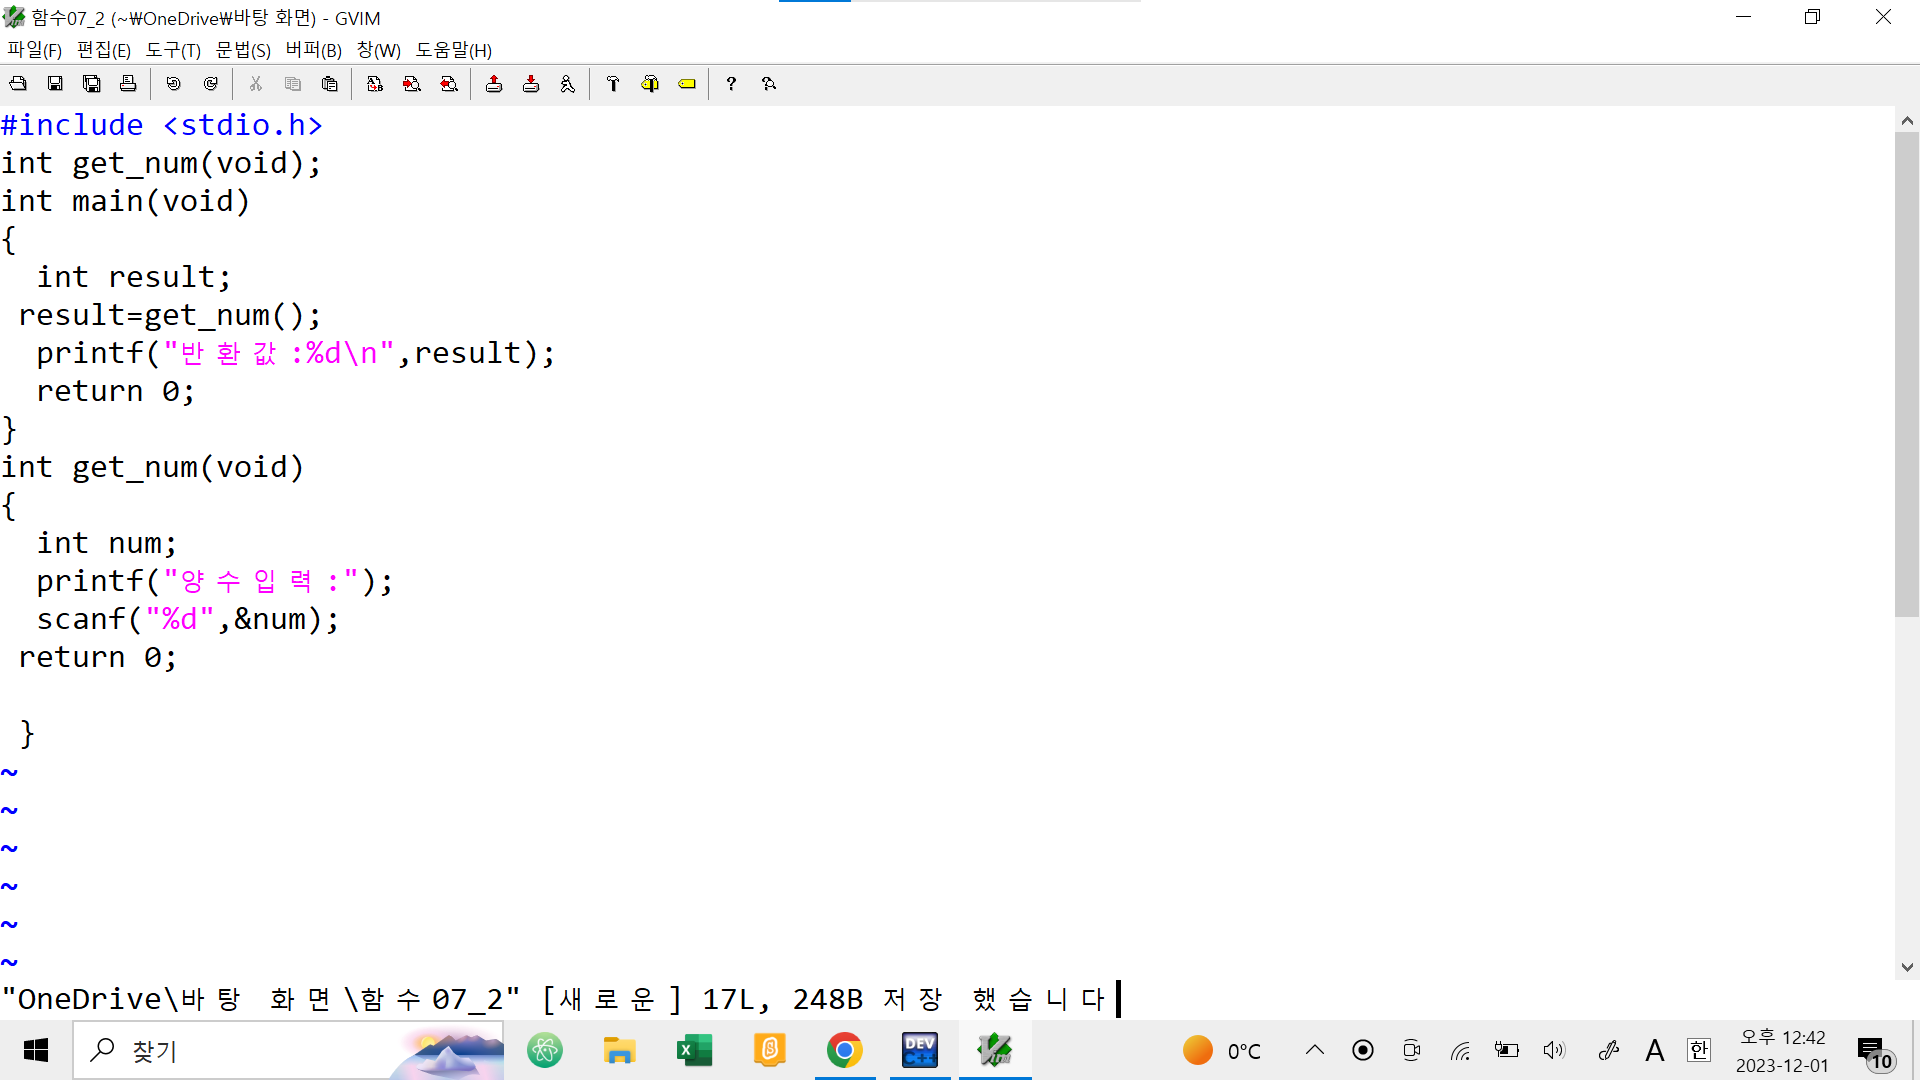 함수07_2 (~₩OneDrive₩바탕 화면) - GVIM
파일(F) 편집(E) 도구(T) 문법(S) 버퍼(B) 창(W) 도움말(H)
#include <stdio.h>
int get_num(void);
int main(void)
{
  int result;
 result=get_num();
  printf("반환값:%d\n",result);
  return 0;
}
int get_num(void)
{
  int num;
  printf("양수입력:");
  scanf("%d",&num);
 return 0;

 }
~
~
~
~
~
~
"OneDrive\바탕 화면\함수07_2" [새로운] 17L, 248B 저장 했습니다
찾기
DEV C++
0°C
A
한
오후 12:42
2023-12-01
10